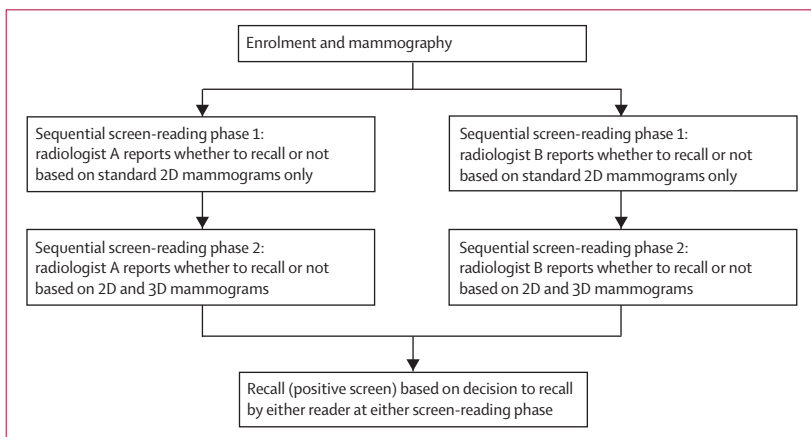 Enrolment and mammography
Sequential screen-reading phase 1:
radiologist A reports whether to recall or not
based on standard 2D mammograms only
Sequential screen-reading phase 1:
radiologist B reports whether to recall or not
based on standard 2D mammograms only
Sequential screen-reading phase 2:
radiologist A reports whether to recall or not
based on 2D and 3D mammograms
Sequential screen-reading phase 2:
radiologist B reports whether to recall or not
based on 2D and 3D mammograms
Recall (positive screen) based on decision to recall
by either reader at either screen-reading phase